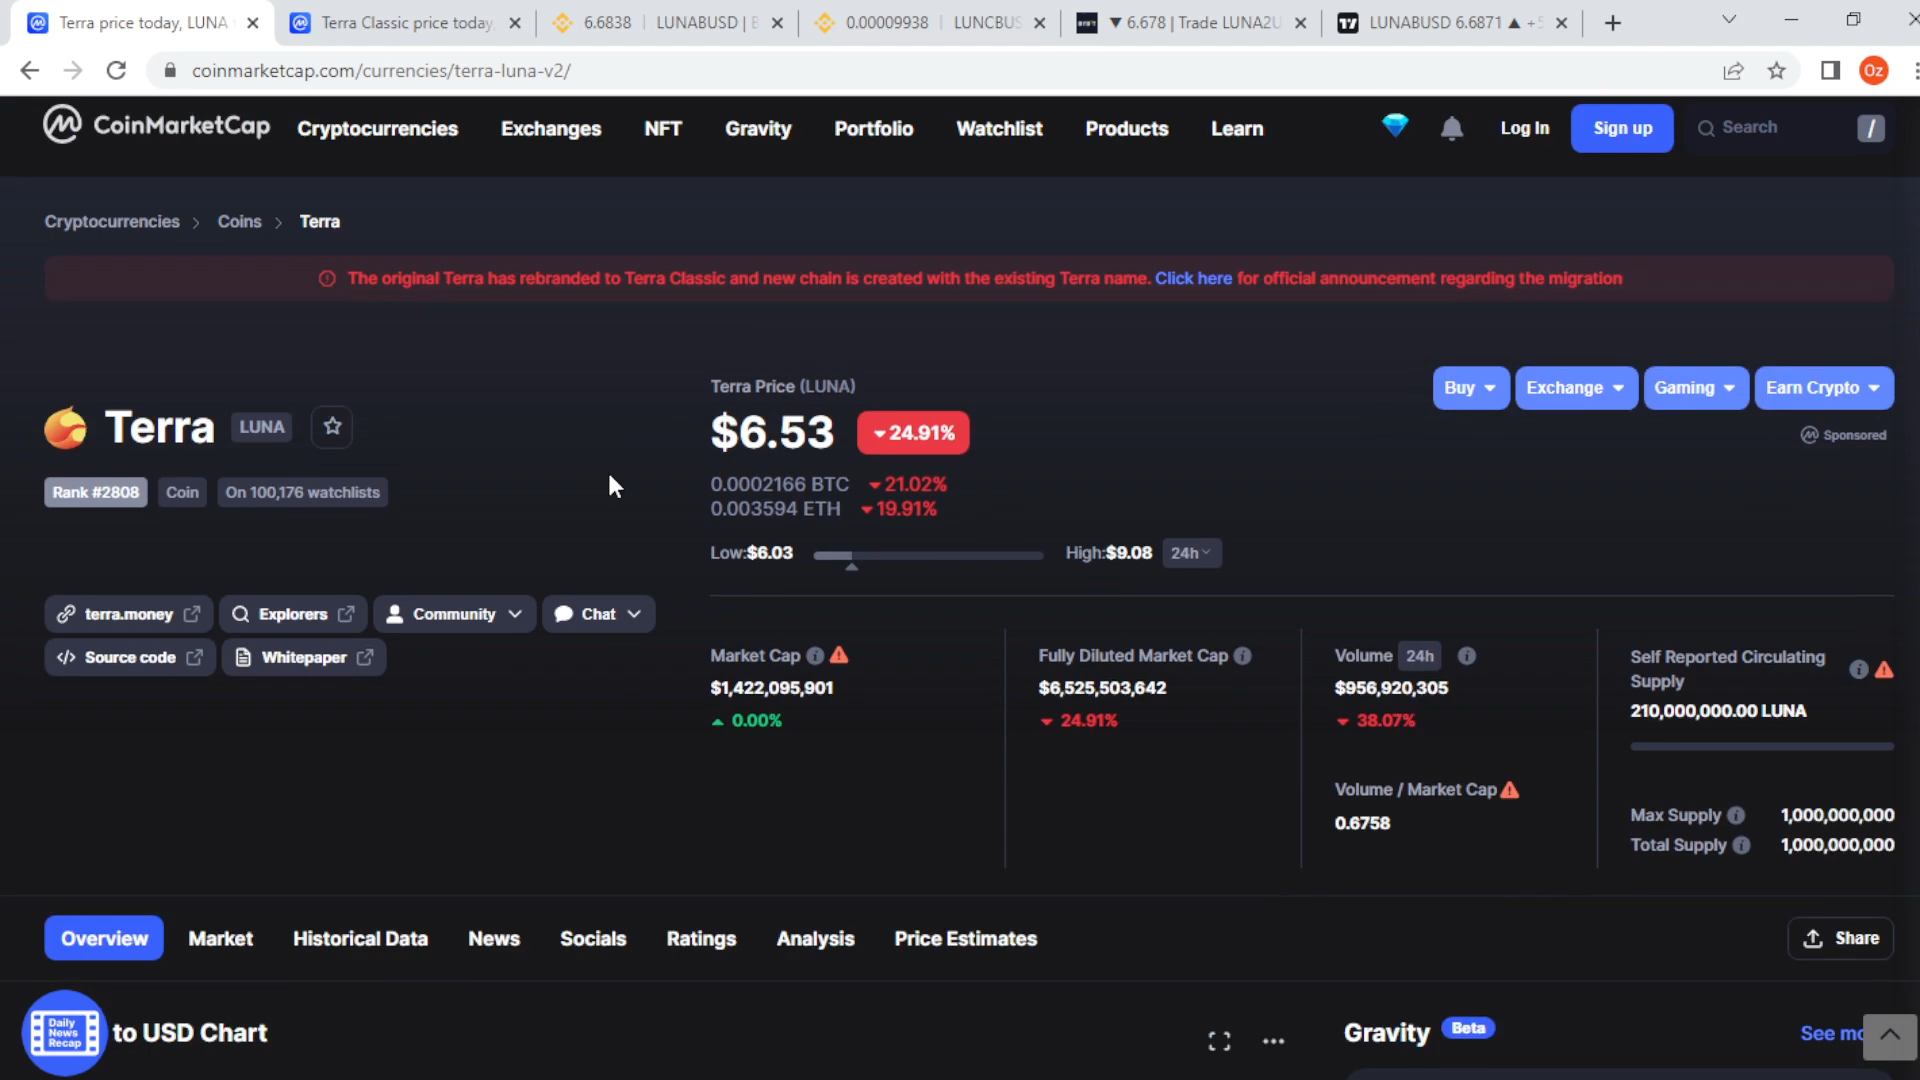 Terra price today, LUNA
Terra Classic price today,
6.6838 | LUNABUSD | B
0.00009938 | LUNCBUS
▼ 6.678 | Trade LUNA2U
LUNABUSD 6.6871 ▲ +5
coinmarketcap.com/currencies/terra-luna-v2/
Oz
CoinMarketCap
Cryptocurrencies
Exchanges
NFT
Gravity
Portfolio
Watchlist
Products
Learn
Log In
Sign up
Search
/
Cryptocurrencies > Coins > Terra
The original Terra has rebranded to Terra Classic and new chain is created with the existing Terra name. Click here for official announcement regarding the migration
Terra LUNA
Rank #2808 Coin On 100,176 watchlists
terra.money Explorers Community Chat
Source code Whitepaper
Terra Price (LUNA)
$6.53 24.91%
0.0002166 BTC 21.02%
0.003594 ETH 19.91%
Low:$6.03 High:$9.08 24h
Buy Exchange Gaming Earn Crypto
Sponsored
Market Cap
$1,422,095,901
0.00%
Fully Diluted Market Cap
$6,525,503,642
24.91%
Volume 24h
$956,920,305
38.07%
Volume / Market Cap
0.6758
Self Reported Circulating
Supply
210,000,000.00 LUNA
Max Supply 1,000,000,000
Total Supply 1,000,000,000
Overview Market Historical Data News Socials Ratings Analysis Price Estimates
Share
Daily
News
Recap
to USD Chart
Gravity Beta
See mo